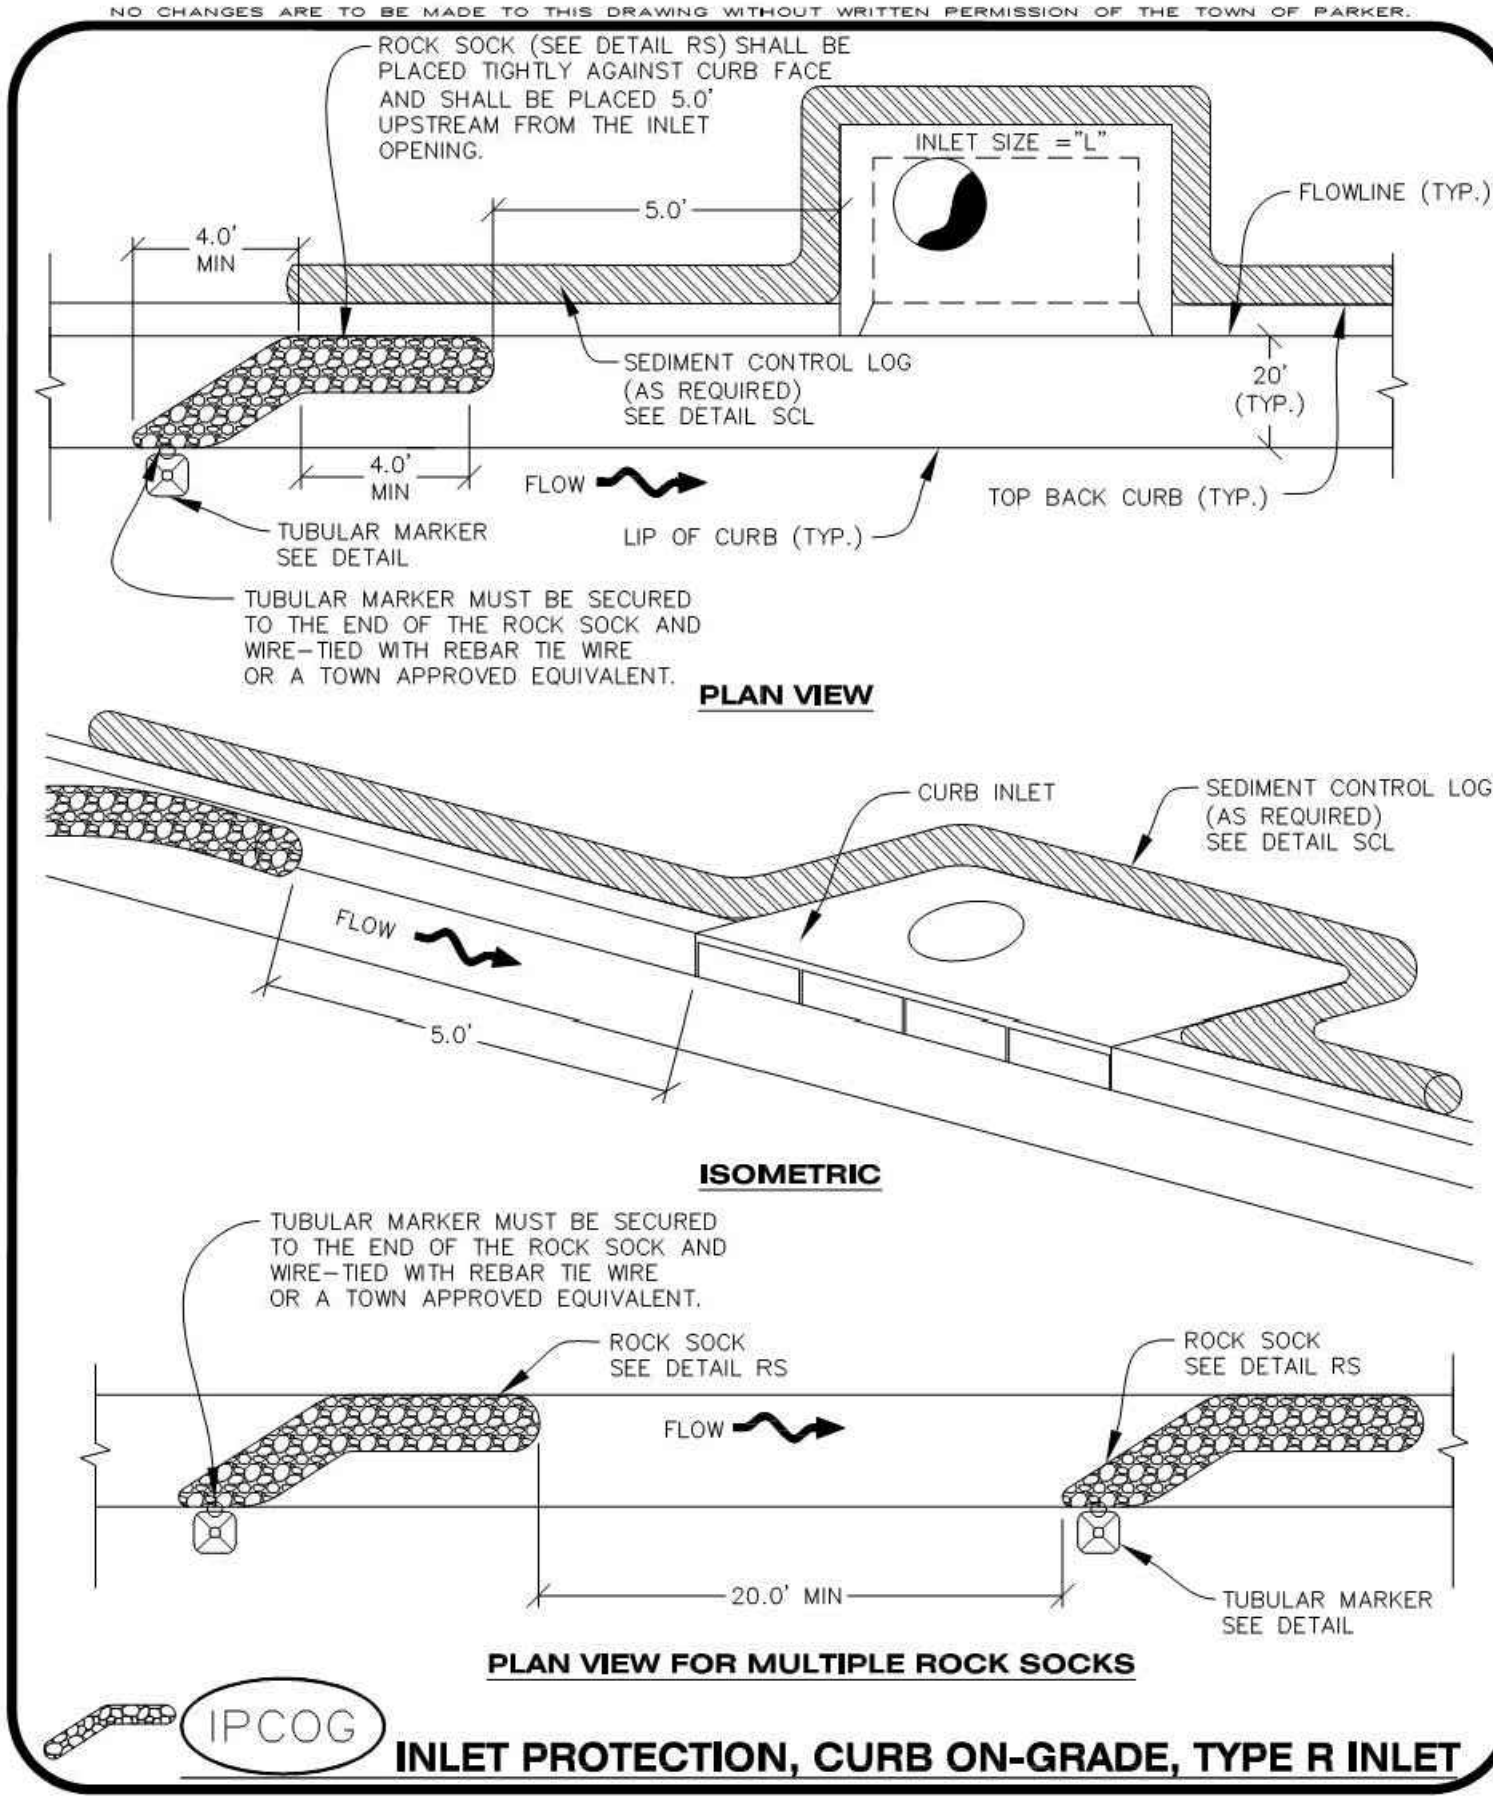 NO CHANGES ARE TO BE MADE TO THIS DRAWING WITHOUT WRITTEN PERMISSION OF THE TOWN OF PARKER.
ROCK SOCK (SEE DETAIL RS) SHALL BE
PLACED TIGHTLY AGAINST CURB FACE
AND SHALL BE PLACED 5.0'
UPSTREAM FROM THE INLET
OPENING.
INLET SIZE ="L"
FLOWLINE (TYP.)
5.0'
4.0'
MIN
SEDIMENT CONTROL LOG
(AS REQUIRED)
SEE DETAIL SCL
20'
(TYP.)
4.0'
MIN
FLOW
TOP BACK CURB (TYP.)
LIP OF CURB (TYP.)
TUBULAR MARKER
SEE DETAIL
TUBULAR MARKER MUST BE SECURED
TO THE END OF THE ROCK SOCK AND
WIRE-TIED WITH REBAR TIE WIRE
OR A TOWN APPROVED EQUIVALENT.
PLAN VIEW
CURB INLET
SEDIMENT CONTROL LOG
(AS REQUIRED)
SEE DETAIL SCL
FLOW
5.0'
ISOMETRIC
TUBULAR MARKER MUST BE SECURED
TO THE END OF THE ROCK SOCK AND
WIRE-TIED WITH REBAR TIE WIRE
OR A TOWN APPROVED EQUIVALENT.
ROCK SOCK
SEE DETAIL RS
ROCK SOCK
SEE DETAIL RS
FLOW
20.0' MIN
TUBULAR MARKER
SEE DETAIL
PLAN VIEW FOR MULTIPLE ROCK SOCKS
IPCOG
INLET PROTECTION, CURB ON-GRADE, TYPE R INLET